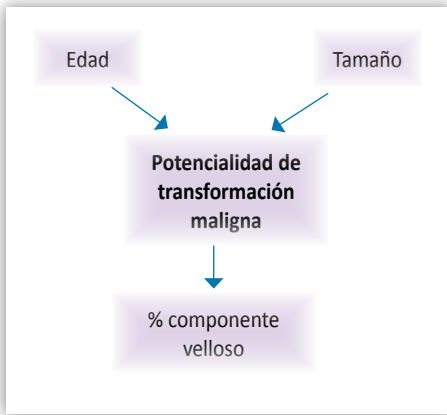 Edad
Tamaño
Potencialidad de
transformación
maligna
% componente
velloso